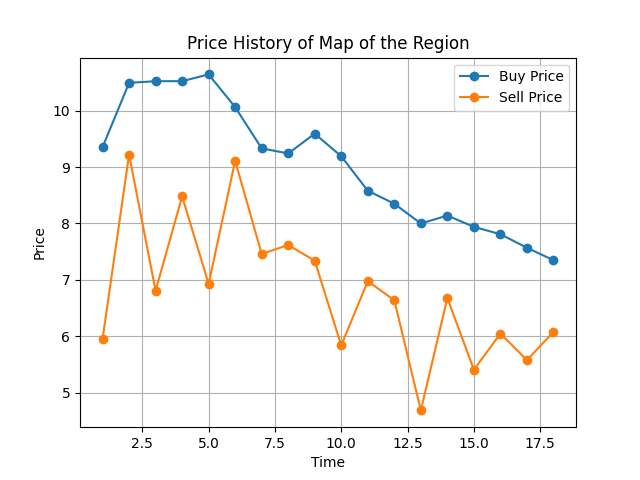 Price History of Map of the Region
Buy Price
Sell Price
Price
10
9
8
7
6
5
2.5 5.0 7.5 10.0 12.5 15.0 17.5
Time